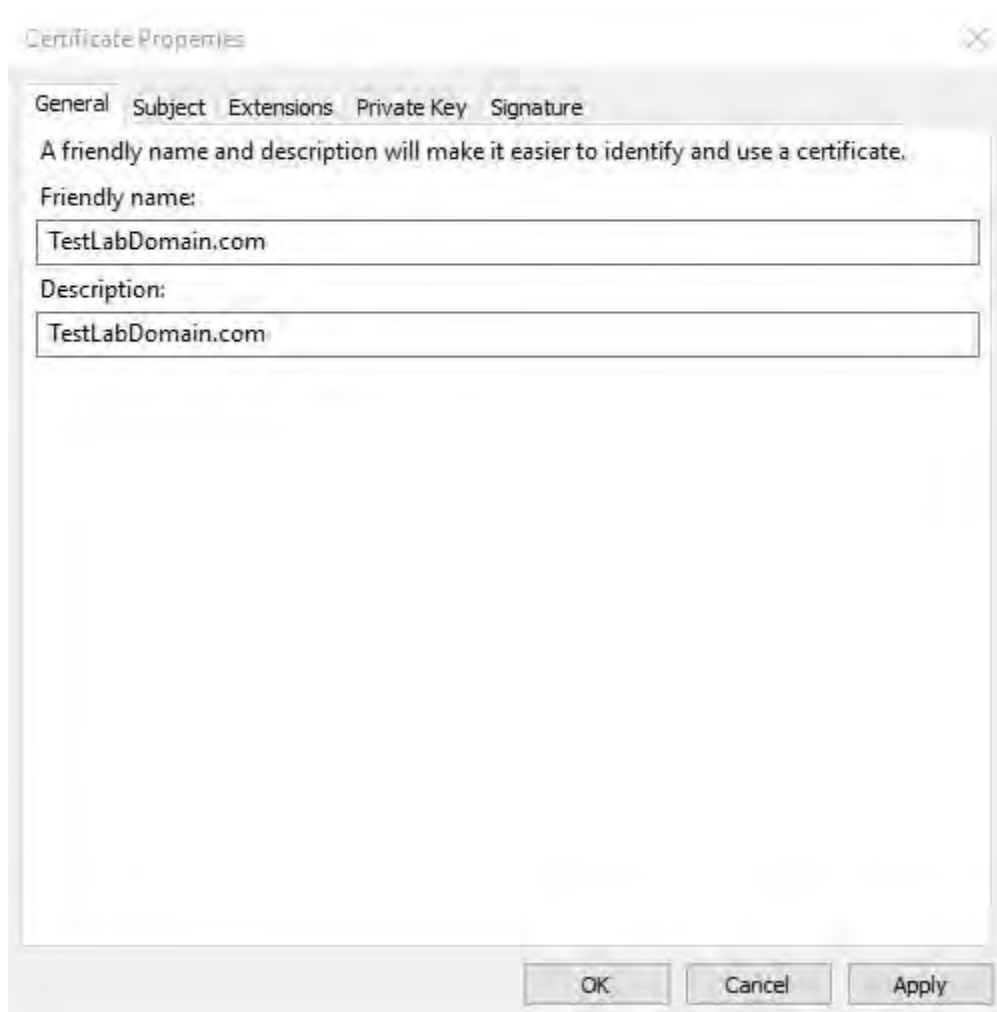 Certificate Properties
General Subject Extensions Private Key Signature
A friendly name and description will make it easier to identify and use a certificate.
Friendly name:
TestLabDomain.com
Description:
TestLabDomain.com
OK Cancel Apply